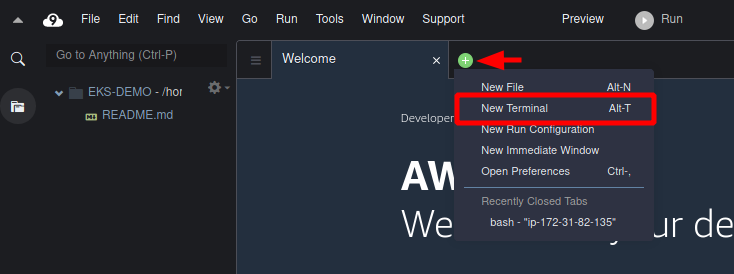 9 File Edit Find View Go Run Tools Window Support Preview Run
Go to Anything (Ctrl-P)
Welcome
EKS-DEMO - /hor
README.md
New File Alt-N
New Terminal Alt-T
New Run Configuration
New Immediate Window
Open Preferences Ctrl-,
Recently Closed Tabs
bash - "ip-172-31-82-135"
Developer
AW
We ur de